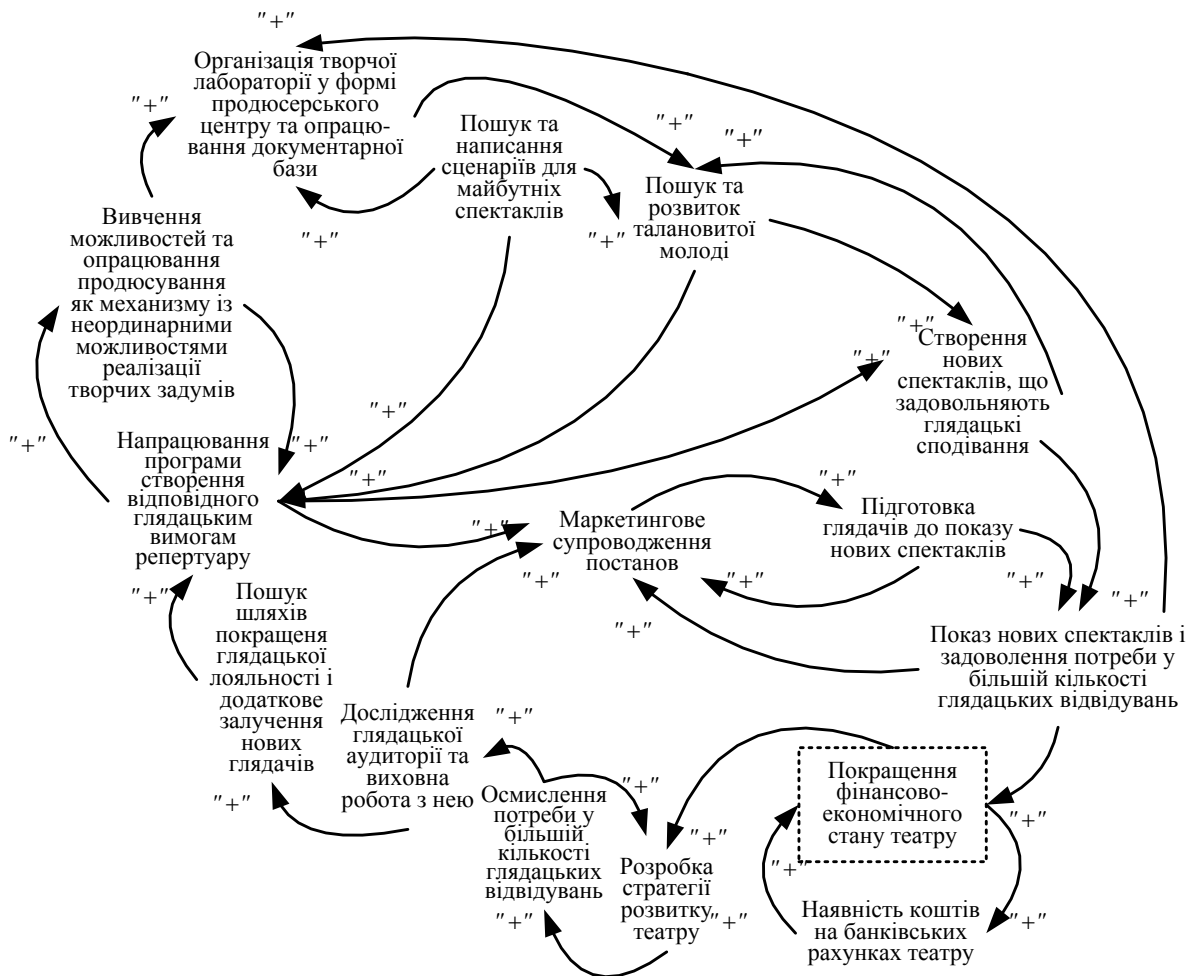 "+"
Організація творчої
лабораторії у формі
продюсерського
центру та опрацю-
вання документарної
бази
"+"
"+"
Пошук та
написання
сценаріїв для
майбутніх
спектаклів
"+"
"+"
"+"
Пошук та
розвиток
талановитої
молоді
Вивчення
можливостей та
опрацювання
продюсування
як механізму із
неординарними
можливостями
реалізації
творчих задумів
"+"
"+"
"+"
Створення
нових
спектаклів, що
задовольняють
глядацькі
сподівання
"+"
"+"
Напрацювання
програми
створення
відповідного
глядацьким
вимогам
репертуару
"+"
"+"
"+"
Маркетингове
супроводження
постанов
"+"
"+"
Підготовка
глядачів до показу
нових спектаклів
"+"
"+"
"+"
"+"
"+"
Пошук
шляхів
покращеня
глядацької
лояльності і
додаткове
залучення
нових
глядачів
"+"
Показ нових спектаклів і
задоволення потреби у
більшій кількості
глядацьких відвідувань
Дослідження
глядацької
аудиторії та
виховна
робота з нею
"+"
"+"
Осмислення
потреби у
більшій
кількості
глядацьких
відвідувань
"+"
"+"
Розробка
стратегії
розвитку
театру
"+"
"+"
Покращення
фінансово-
економічного
стану театру
"+"
"+"
Наявність коштів
на банківських
рахунках театру
"+"